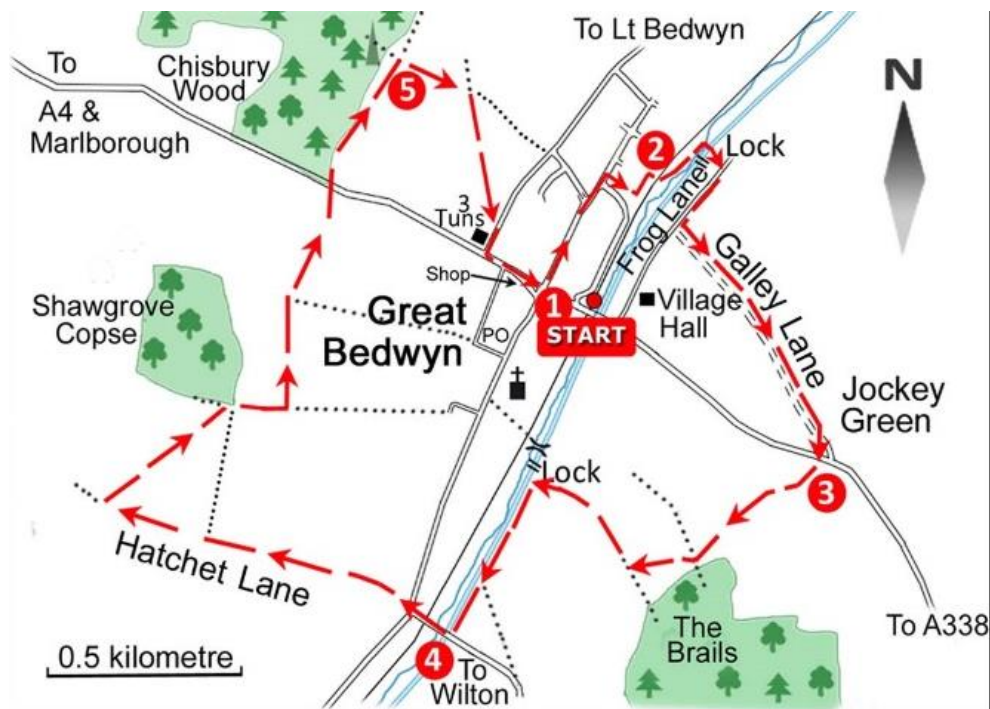 To Lt Bedwyn
To
A4 &
Marlborough
Chisbury
Wood
5
2
Lock
N
3
Tuns
Frog Lane
Galley Lane
Shop
1
START
Village
Hall
Shawgrove
Copse
Great
Bedwyn
PO
Jockey
Green
Lock
3
Hatchet Lane
The
Brails
To A338
0.5 kilometre
4
To
Wilton